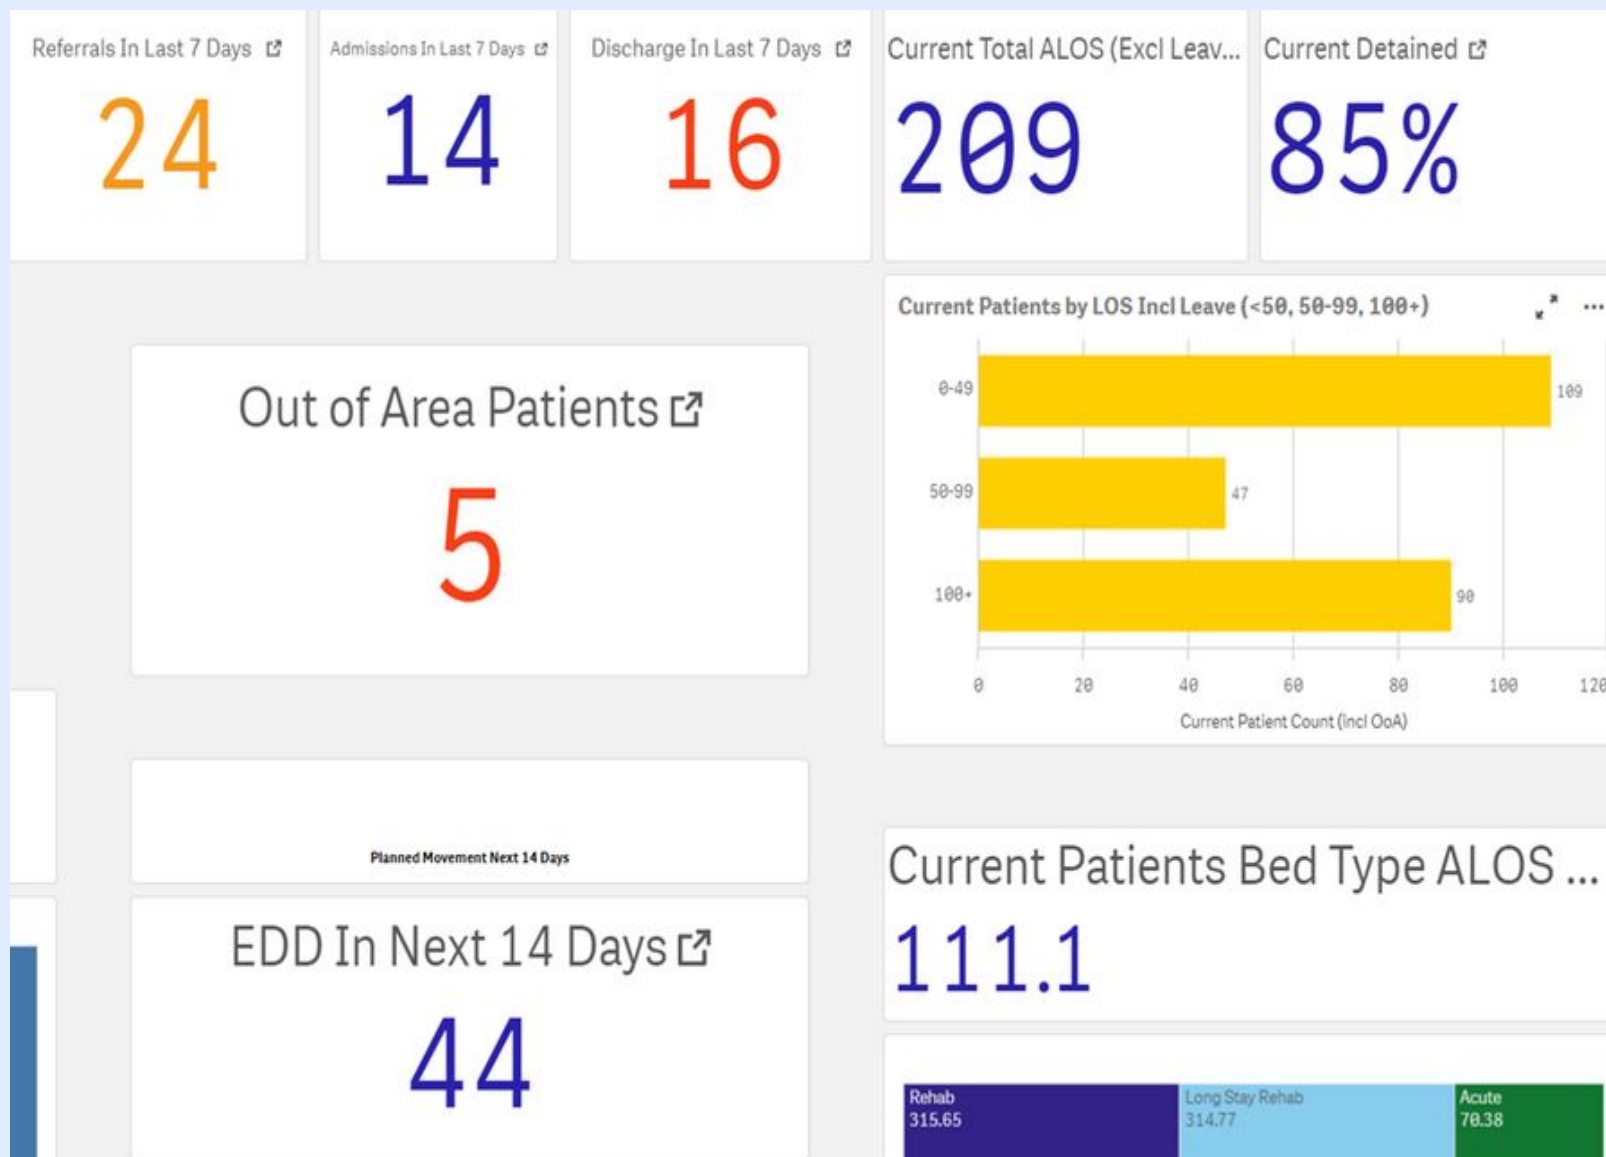 Referrals In Last 7 Days
24
Admissions In Last 7 Days
14
Discharge In Last 7 Days
16
Current Total ALOS (Excl Leav...
209
Current Detained
85%
Out of Area Patients
5
Current Patients by LOS Incl Leave (<50, 50-99, 100+)
...
0-49
109
50-99
47
100+
90
0 20 40 60 80 100 120
Current Patient Count (incl OoA)
Planned Movement Next 14 Days
EDD In Next 14 Days
44
Current Patients Bed Type ALOS ...
111.1
Rehab
315.65
Long Stay Rehab
314.77
Acute
70.38